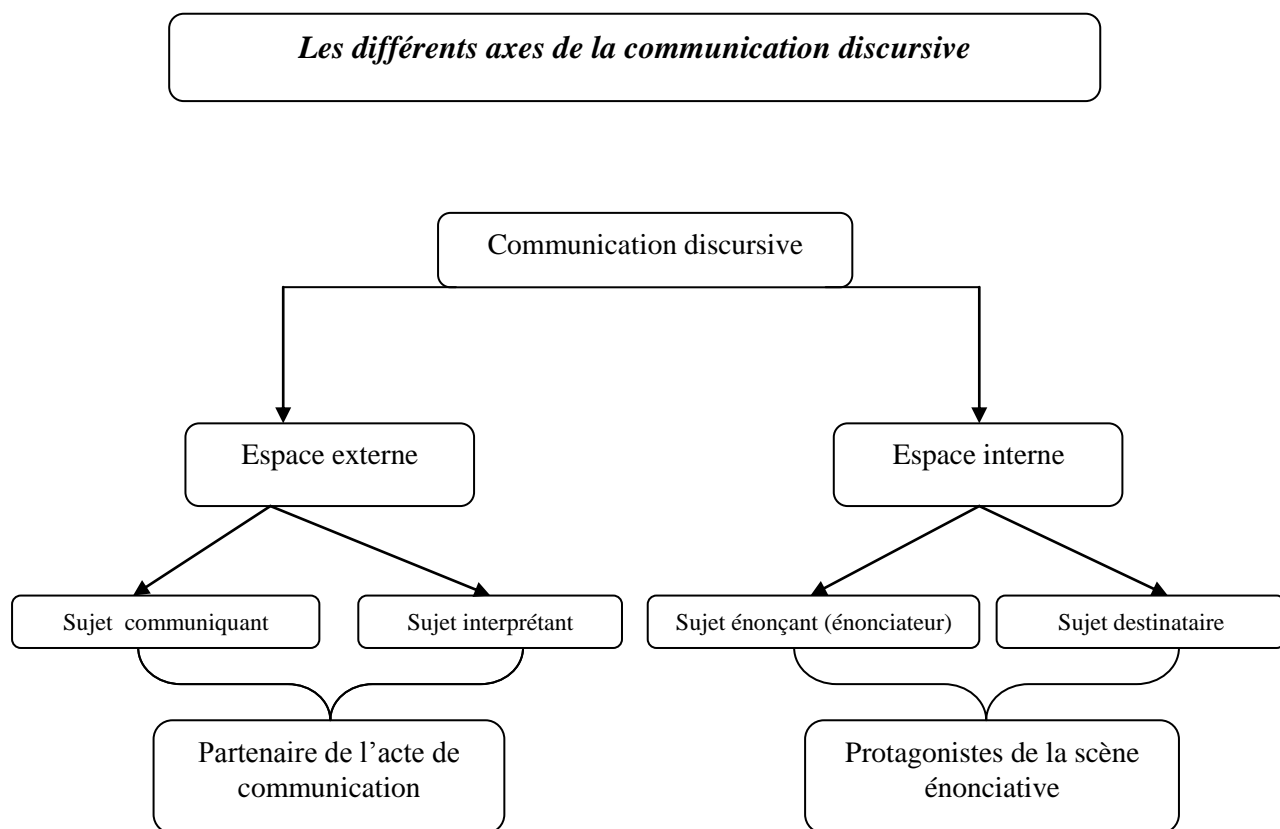 Les différents axes de la communication discursive
Communication discursive
Espace externe
Espace interne
Sujet communiquant
Sujet interprétant
Sujet énonçant (énonciateur)
Sujet destinataire
Partenaire de l’acte de
communication
Protagonistes de la scène
énonciative